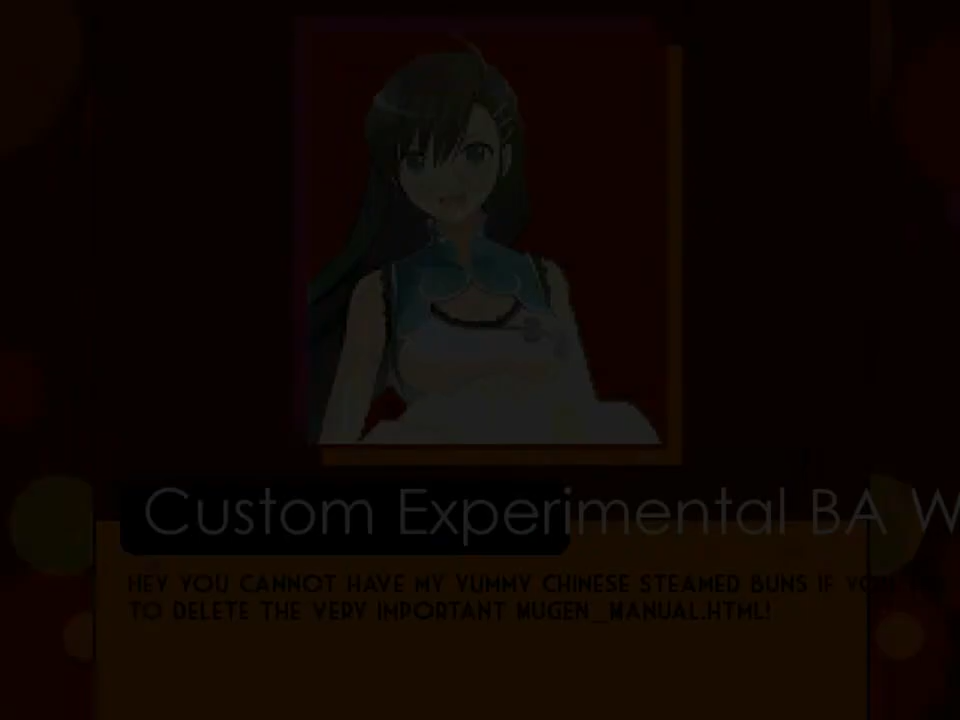 Custom Experimental BA W
HEY YOU CANNOT HAVE MY YUMMY CHINESE STEAMED BUNS IF YOU
TO DELETE THE VERY IMPORTANT MUGEN_MANUAL.HTML!